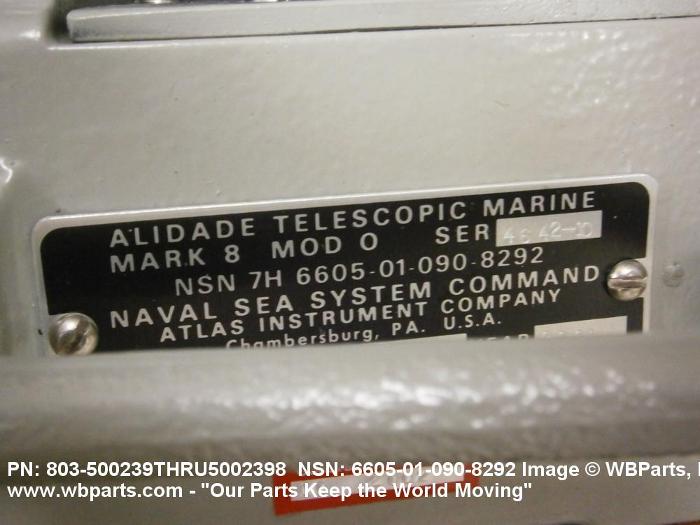 ALIDADE TELESCOPIC MARINE
MARK 8 MOD O SER
NSN 7H 6605-01-090-8292
NAVAL SEA SYSTEM COMMAND
ATLAS INSTRUMENT COMPANY
Chambersburg, PA. U.S.A.
PN: 803-500239THRU5002398 NSN: 6605-01-090-8292 Image © WBParts,
www.wbparts.com - "Our Parts Keep the World Moving"